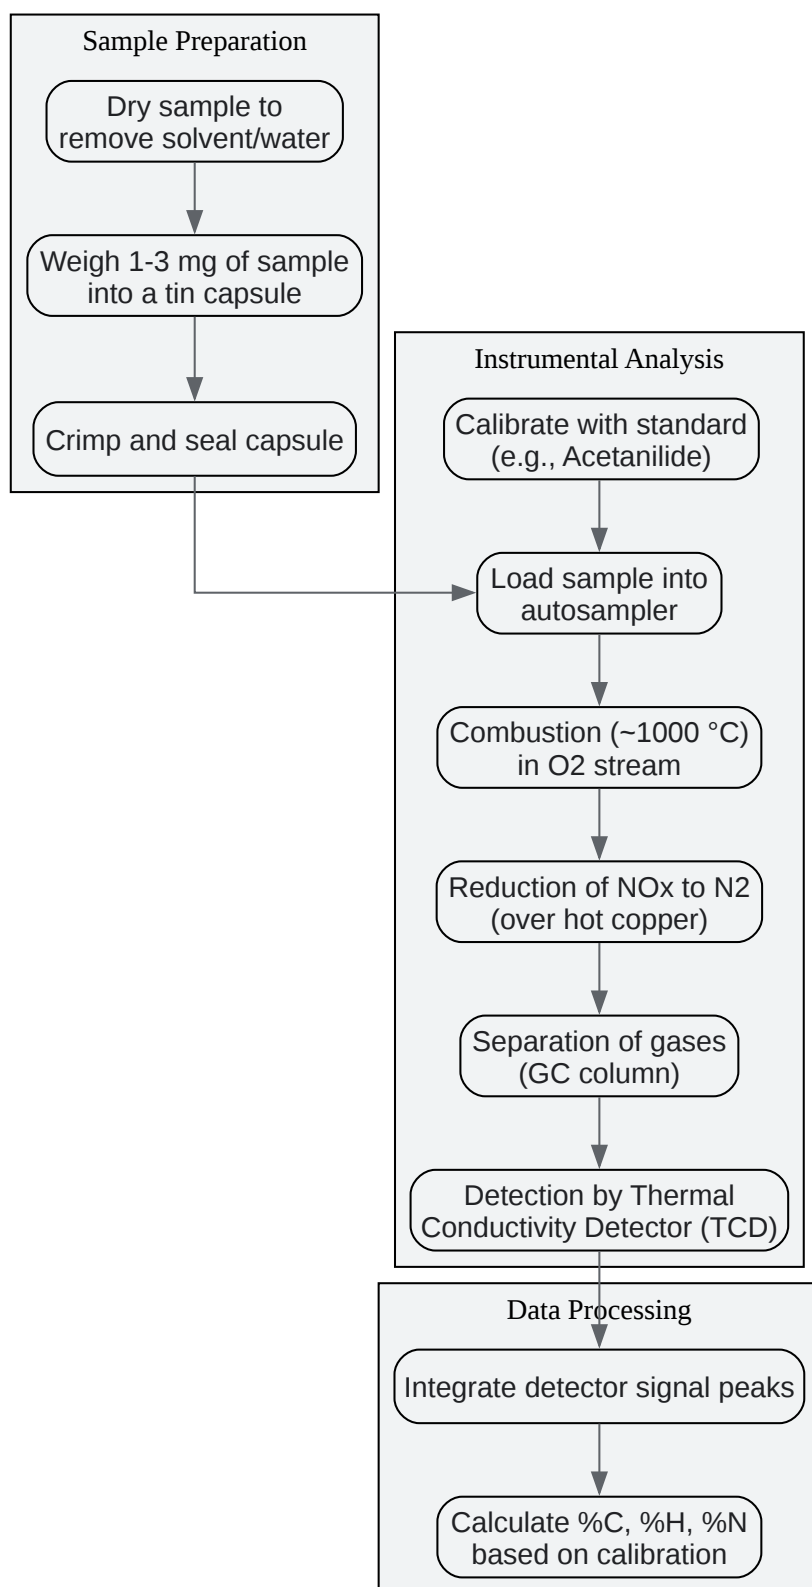 Sample Preparation
Dry sample to
remove solvent/water
Weigh 1-3 mg of sample
into a tin capsule
Crimp and seal capsule
Instrumental Analysis
Calibrate with standard
(e.g., Acetanilide)
Load sample into
autosampler
Combustion (~1000 °C)
in O2 stream
Reduction of NOx to N2
(over hot copper)
Separation of gases
(GC column)
Detection by Thermal
Conductivity Detector (TCD)
Data Processing
Integrate detector signal peaks
Calculate %C, %H, %N
based on calibration